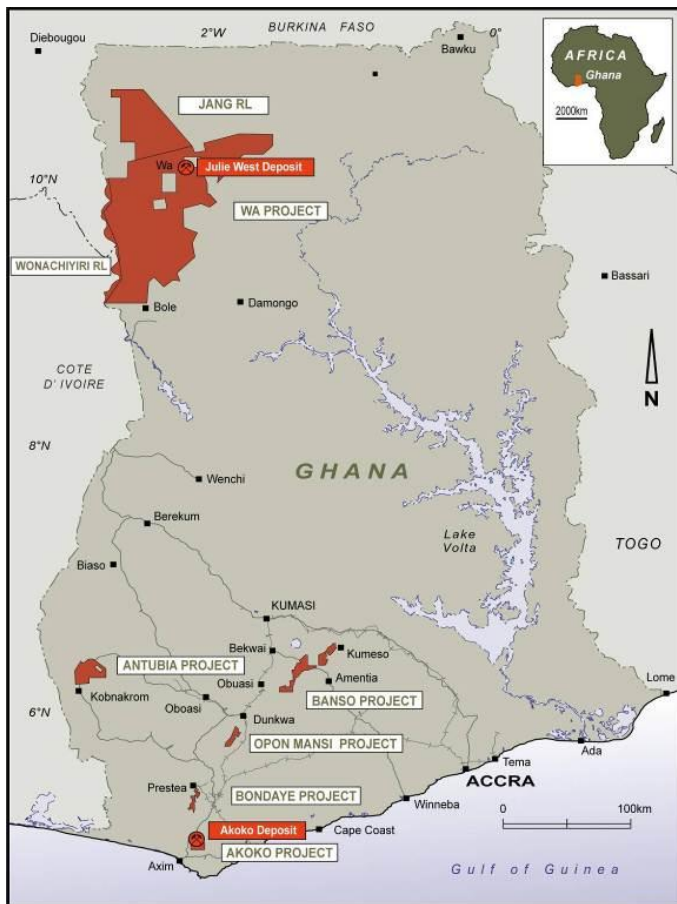 Diebougou
2°W
BURKINA FASO
0°
Bawku
AFRICA
Ghana
2000km
JANG RL
Wa
Julie West Deposit
10°N
WA PROJECT
WONACHIYIRI RL
Bassari
Bole
Damongo
COTE
D' IVOIRE
N
8°N
GHANA
Wenchi
Berekum
Lake
Volta
TOGO
Biaso
KUMASI
Bekwai
Kumeso
ANTUBIA PROJECT
Obuasi
Amentia
Lome
Kobnakrom
Oboasi
BANSO PROJECT
6°N
Dunkwa
OPON MANSI PROJECT
Ada
Tema
ACCRA
Prestea
BONDAYE PROJECT
Winneba
0
100km
Akoko Deposit
Cape Coast
AKOKO PROJECT
Axim
Gulf of Guinea